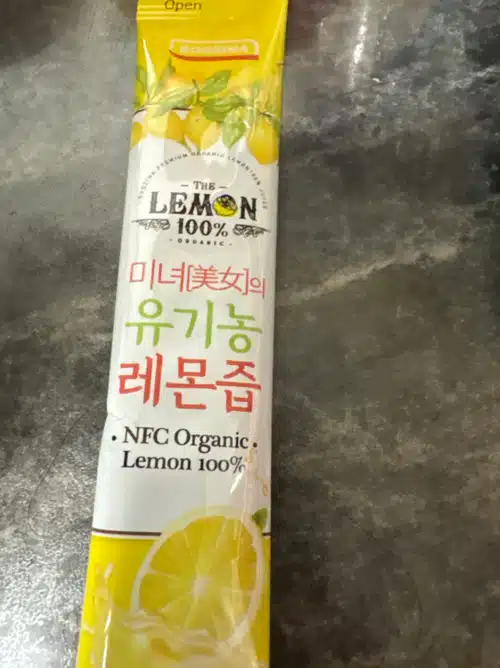 Open
THE
LEMON
100%
ORGANIC
미녀[美女]의
유기농
레몬즙
NFC Organic
Lemon 100%